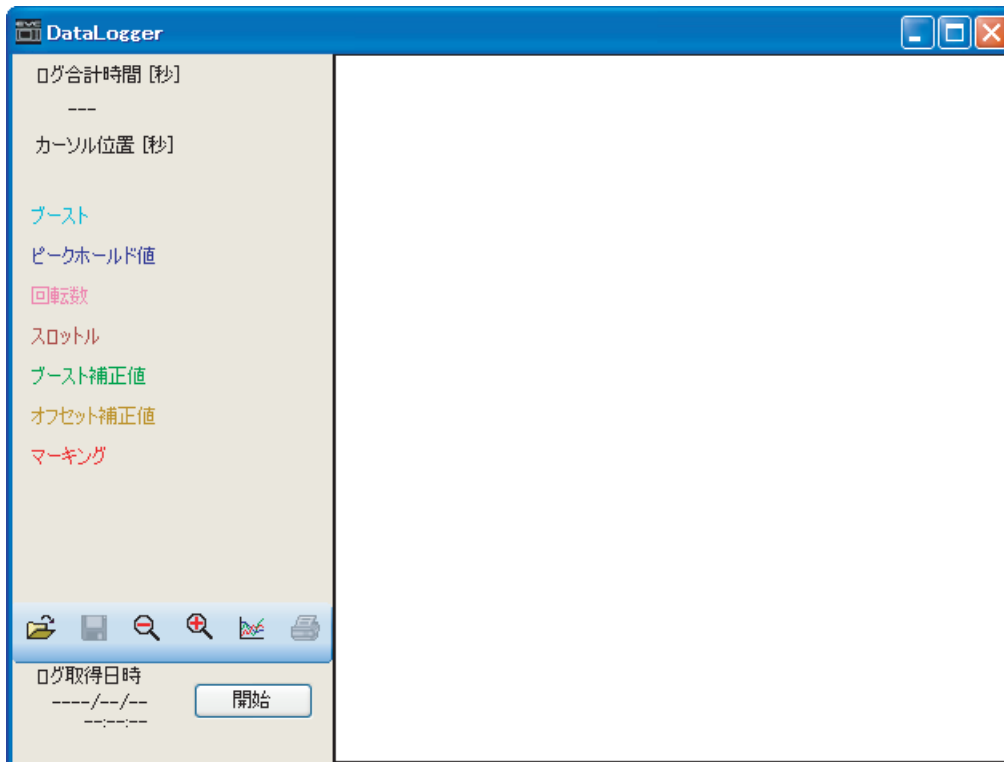 DataLogger
ログ合計時間 [秒]
---
カーソル位置 [秒]
ブースト
ピークホールド値
回転数
スロットル
ブースト補正値
オフセット補正値
マーキング
ログ取得日時
----/--/--
--:--:--
開始